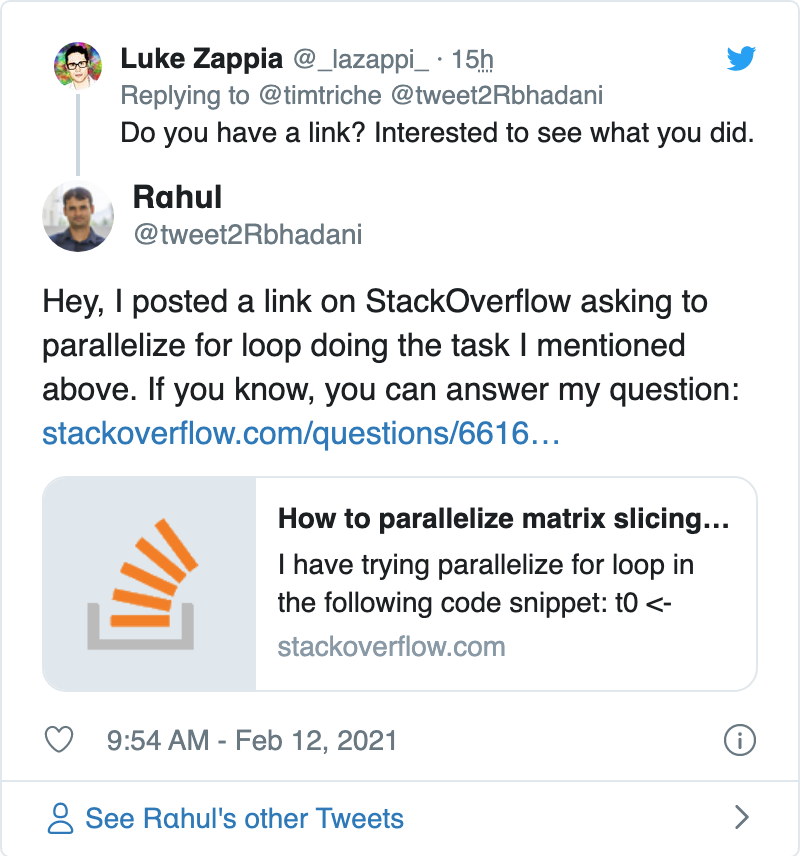 Luke Zappia @_lazappi_ · 15h
Replying to @timtriche @tweet2Rbhadani
Do you have a link? Interested to see what you did.
Rahul
@tweet2Rbhadani
Hey, I posted a link on StackOverflow asking to
parallelize for loop doing the task I mentioned
above. If you know, you can answer my question:
stackoverflow.com/questions/6616…
How to parallelize matrix slicing…
I have trying parallelize for loop in
the following code snippet: t0 <-
stackoverflow.com
9:54 AM - Feb 12, 2021
See Rahul's other Tweets